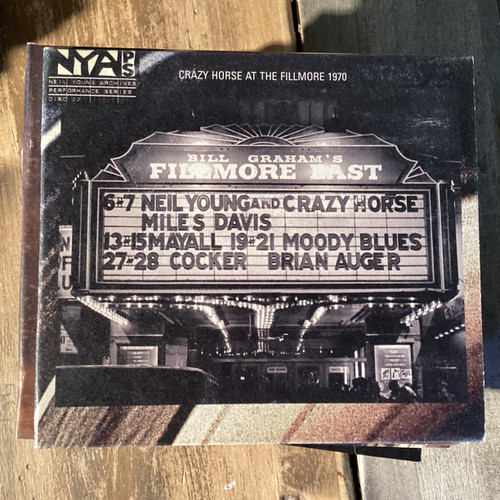 NYA PS
NEIL YOUNG ARCHIVES
PERFORMANCE SERIES
CRAZY HORSE AT THE FILLMORE 1970
BILL GRAHAM'S
FILLMORE EAST
6-7 NEIL YOUNG AND CRAZY HORSE
MILES DAVIS
13-15 MAYALL 19-21 MOODY BLUES
27-28 COCKER BRIAN AUGER